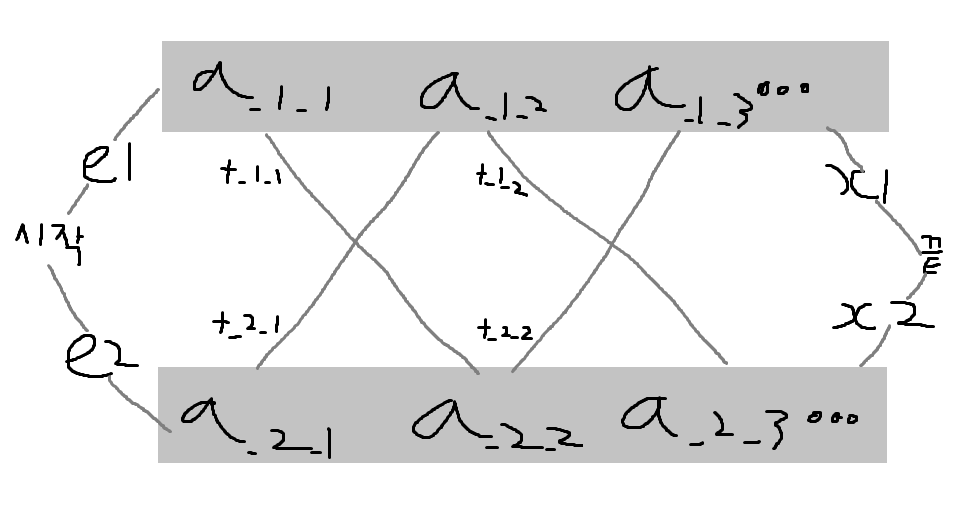 a_1_1 a_1_2 a_1_3...
e1 t_1_1 t_1_2 x1
시작 끝
t_2_1 t_2_2 x2
e2
a_2_1 a_2_2 a_2_3...